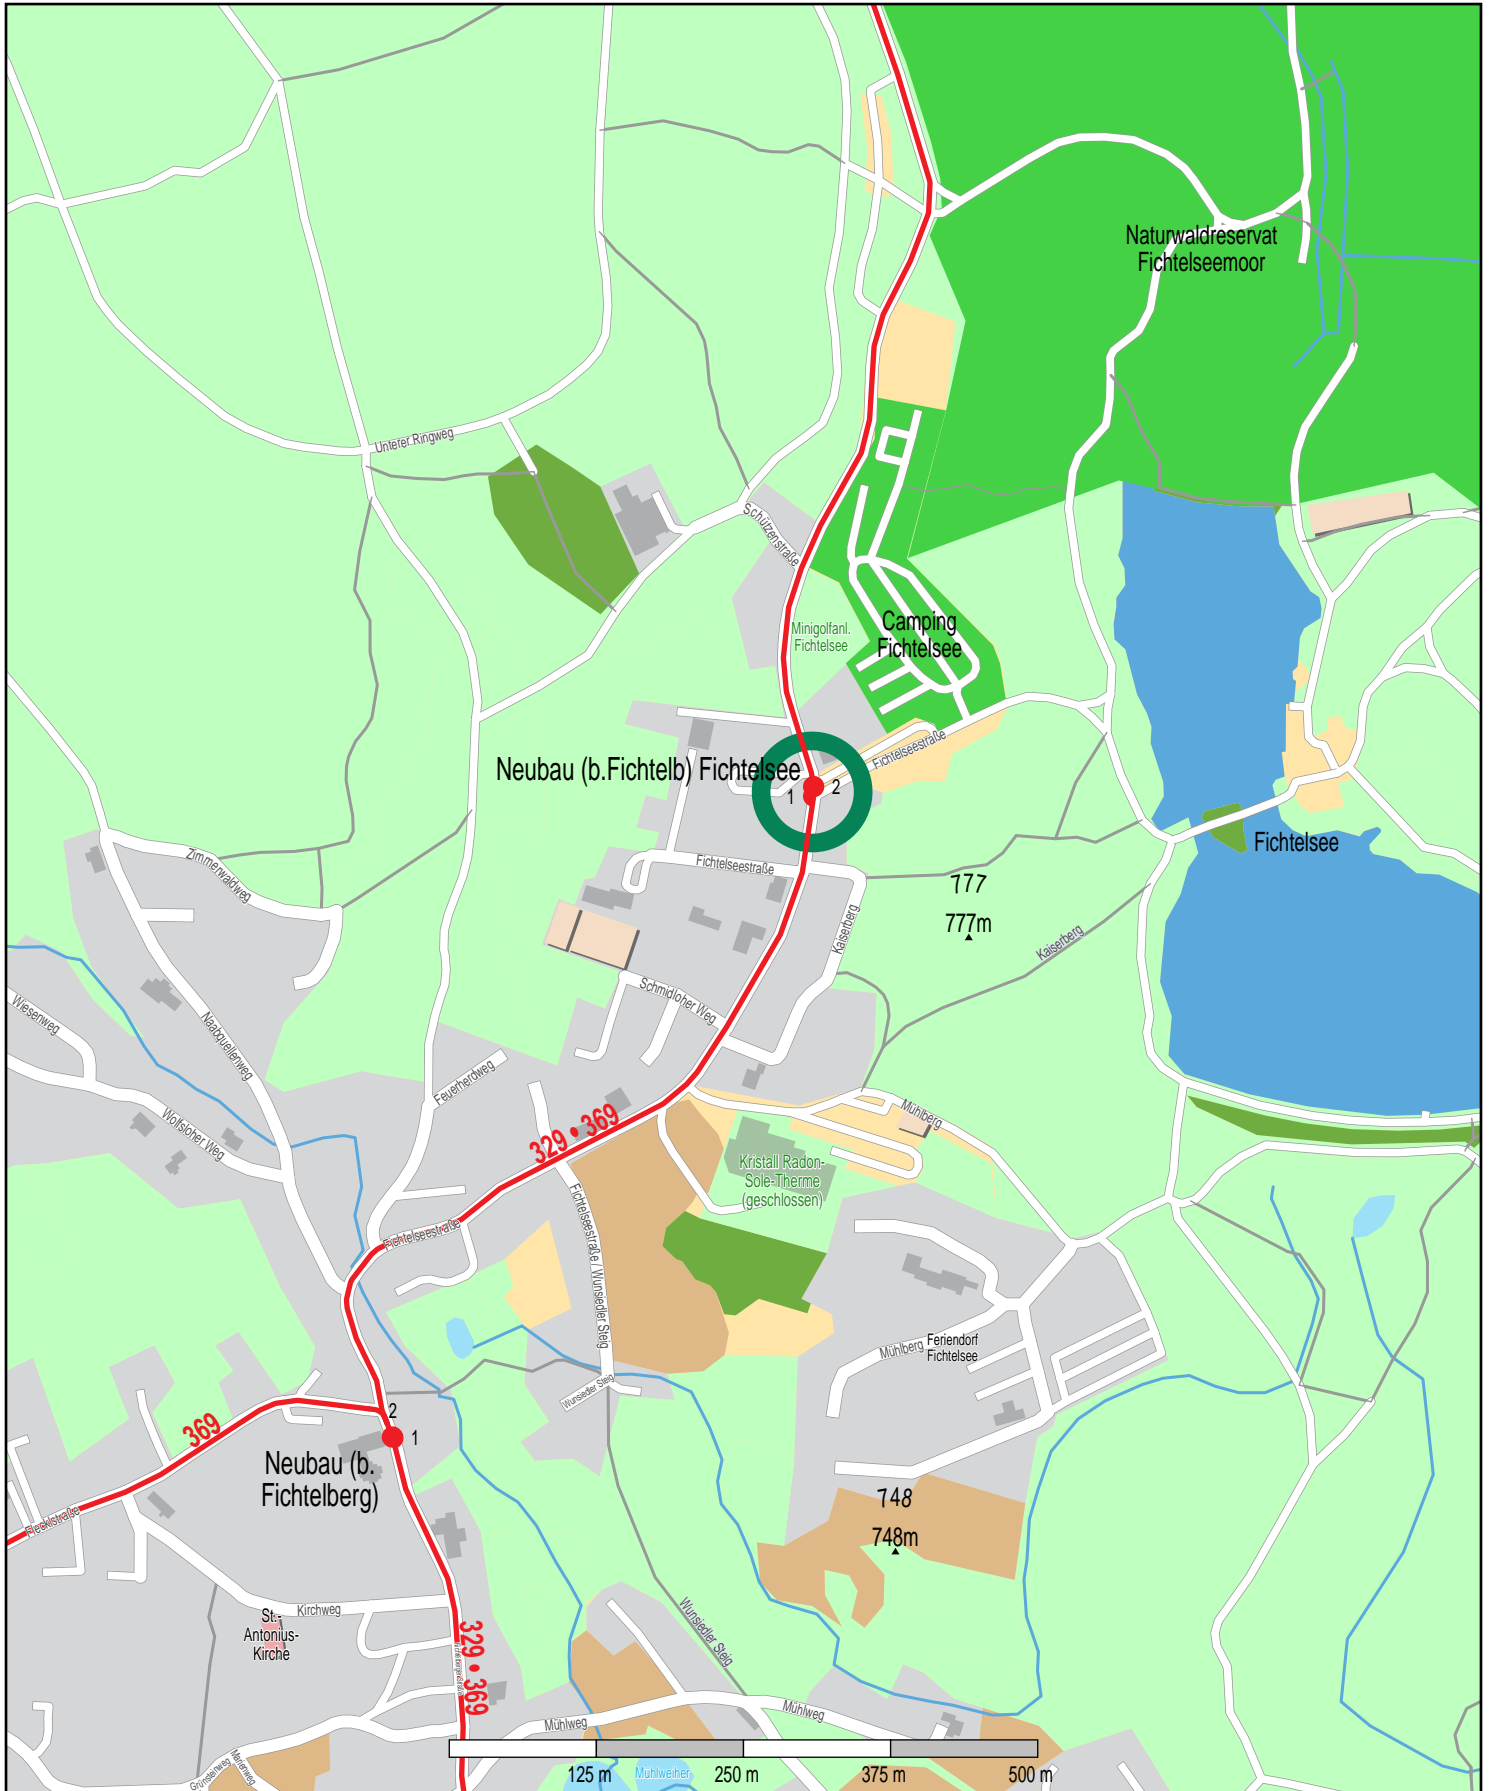 Naturwaldreservat
Fichtelseemoor
Unterer Ringweg
Schützenstraße
Minigolfanl.
Fichtelsee
Camping
Fichtelsee
Neubau (b.Fichtelb) Fichtelsee
1
2
Fichtelseestraße
Fichtelsee
Zimmerwaldweg
Fichtelseestraße
777
777m
Kaiserberg
Kaiserberg
Schmidloher Weg
Wiesenweg
Naabquellenweg
Feuerherdweg
Wolfsloher Weg
329 • 369
Mühlberg
Kristall Radon-
Sole-Therme
(geschlossen)
Fichtelseestraße
Fichtelseestraße / Wunsiedler Steig
Mühlberg
Feriendorf
Fichtelsee
Wunsiedler Steig
369
2
1
Neubau (b.
Fichtelberg)
Flecklstraße
748
748m
Kirchweg
St.-
Antonius-
Kirche
329 • 369
Wunsiedler Steig
Mühlweg
Mühlweg
Grünsteinweg
Marienweg
Mühlweiher
125 m
250 m
375 m
500 m